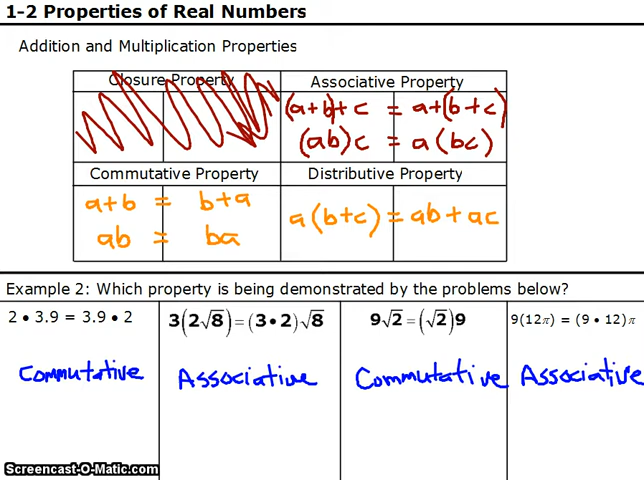 1-2 Properties of Real Numbers
Addition and Multiplication Properties
Closure Property
Associative Property
(a+b)+c = a+(b+c)
(ab)c = a(bc)
Commutative Property
Distributive Property
a+b = b+a
ab = ba
a(b+c) = ab + ac
Example 2: Which property is being demonstrated by the problems below?
2 • 3.9 = 3.9 • 2
3(2√8) = (3•2)√8
9√2 = (√2)9
9(12π) = (9 • 12)π
Commutative
Associative
Commutative
Associative
Screencast-O-Matic.com